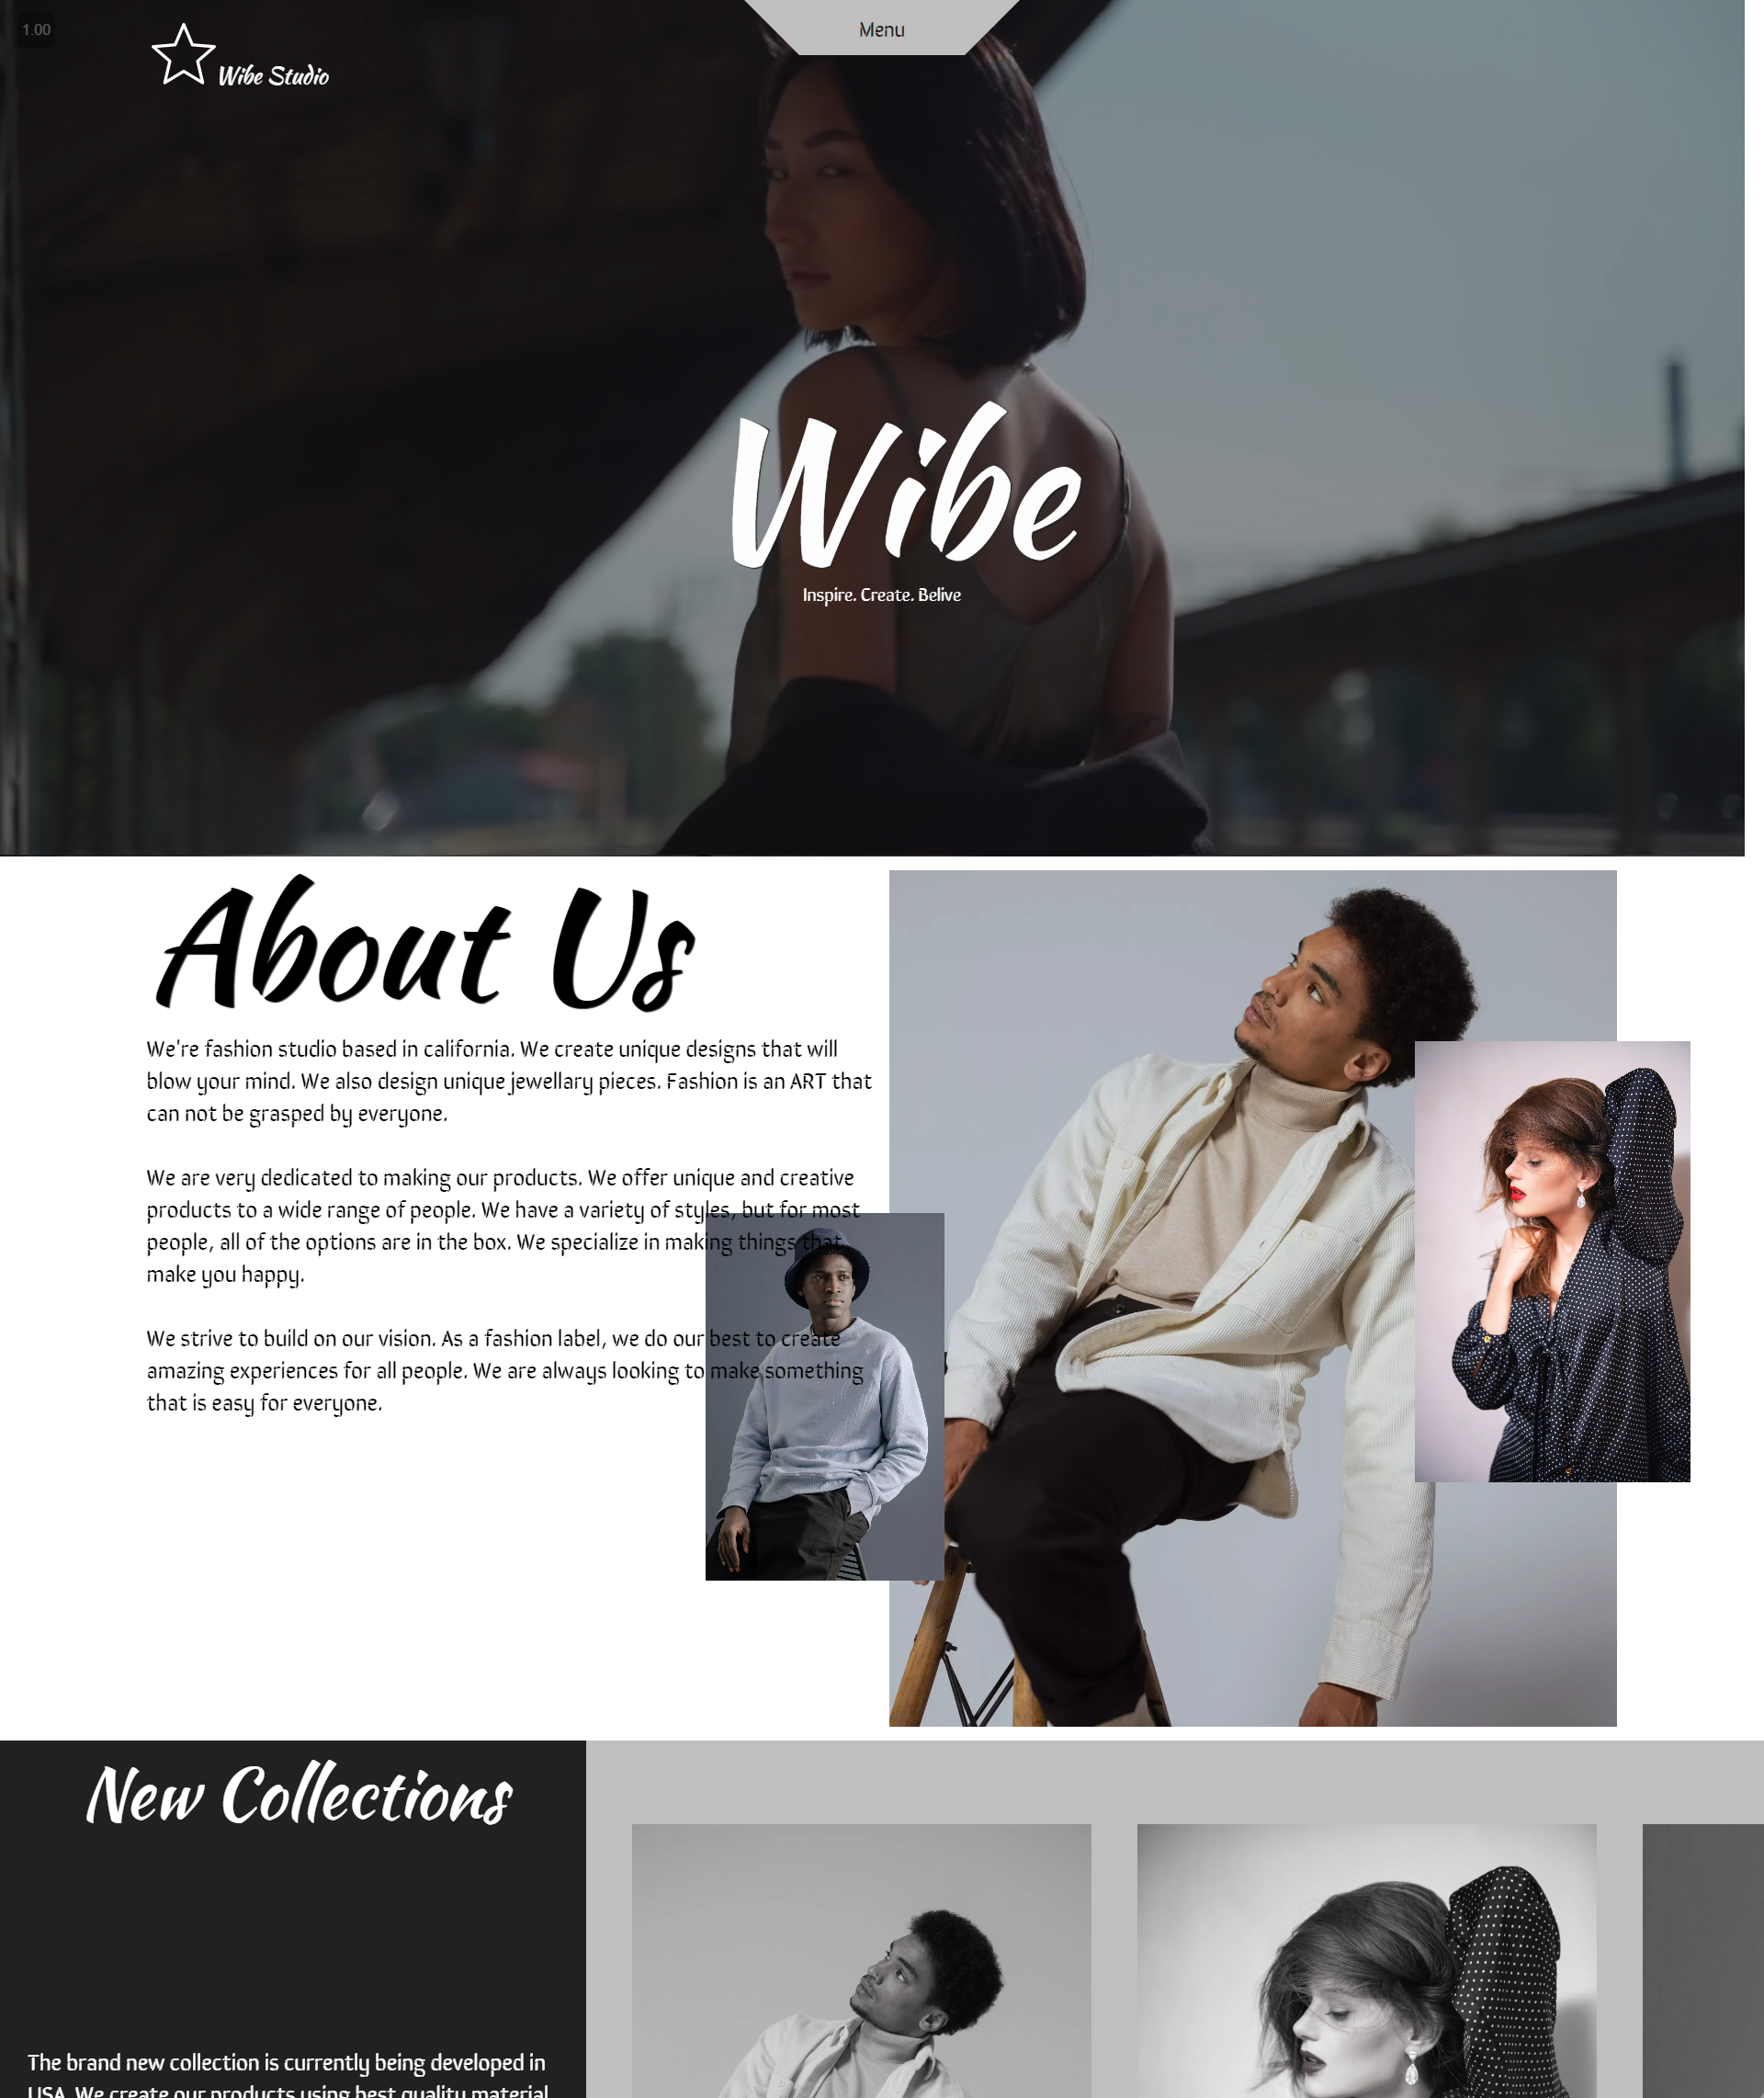 1.00
Menu
Wibe Studio
Wibe
Inspire. Create. Belive
About Us
We're fashion studio based in california. We create unique designs that will
blow your mind. We also design unique jewellary pieces. Fashion is an ART that
can not be grasped by everyone.
We are very dedicated to making our products. We offer unique and creative
products to a wide range of people. We have a variety of styles, but for most
people, all of the options are in the box. We specialize in making things that
make you happy.
We strive to build on our vision. As a fashion label, we do our best to create
amazing experiences for all people. We are always looking to make something
that is easy for everyone.
New Collections
The brand new collection is currently being developed in
USA. We create our products using best quality material